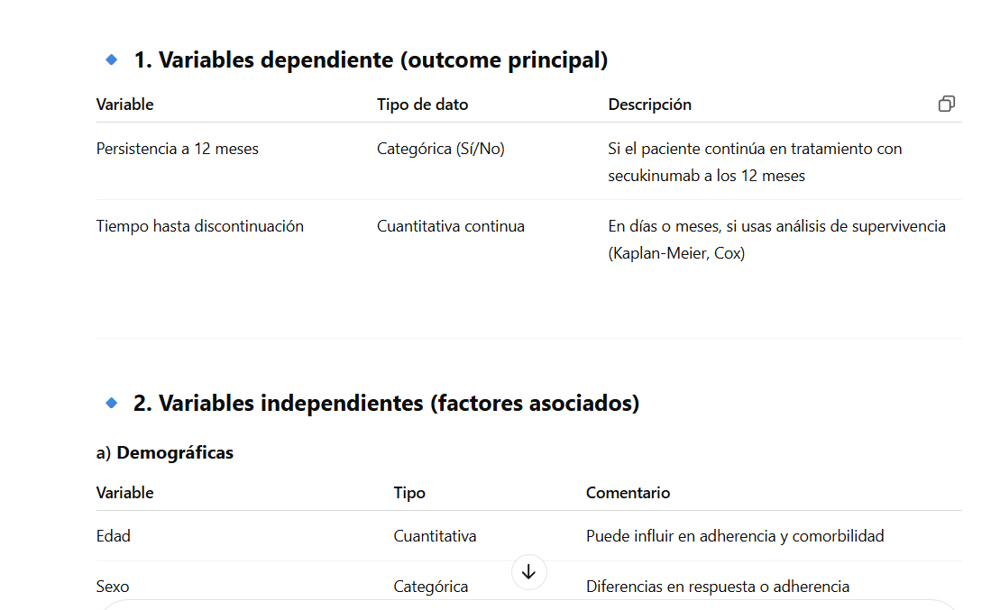 1. Variables dependiente (outcome principal)
Variable Tipo de dato Descripción
Persistencia a 12 meses Categórica (Sí/No) Si el paciente continúa en tratamiento con
secukinumab a los 12 meses
Tiempo hasta discontinuación Cuantitativa continua En días o meses, si usas análisis de supervivencia
(Kaplan-Meier, Cox)
2. Variables independientes (factores asociados)
a) Demográficas
Variable Tipo Comentario
Edad Cuantitativa Puede influir en adherencia y comorbilidad
Sexo Categórica Diferencias en respuesta o adherencia